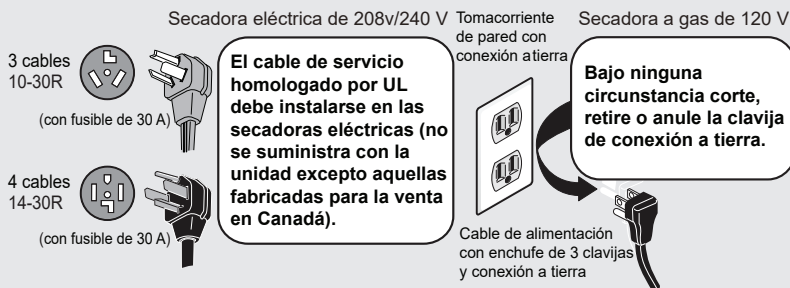 Secadora eléctrica de 208v/240 V
3 cables
10-30R
(con fusible de 30 A)
4 cables
14-30R
(con fusible de 30 A)
El cable de servicio
homologado por UL
debe instalarse en las
secadoras eléctricas (no
se suministra con la
unidad excepto aquellas
fabricadas para la venta
en Canadá).
Tomacorriente
de pared con
conexión atierra
Cable de alimentación
con enchufe de 3 clavijas
y conexión a tierra
Secadora a gas de 120 V
Bajo ninguna
circunstancia corte,
retire o anule la clavija
de conexión a tierra.